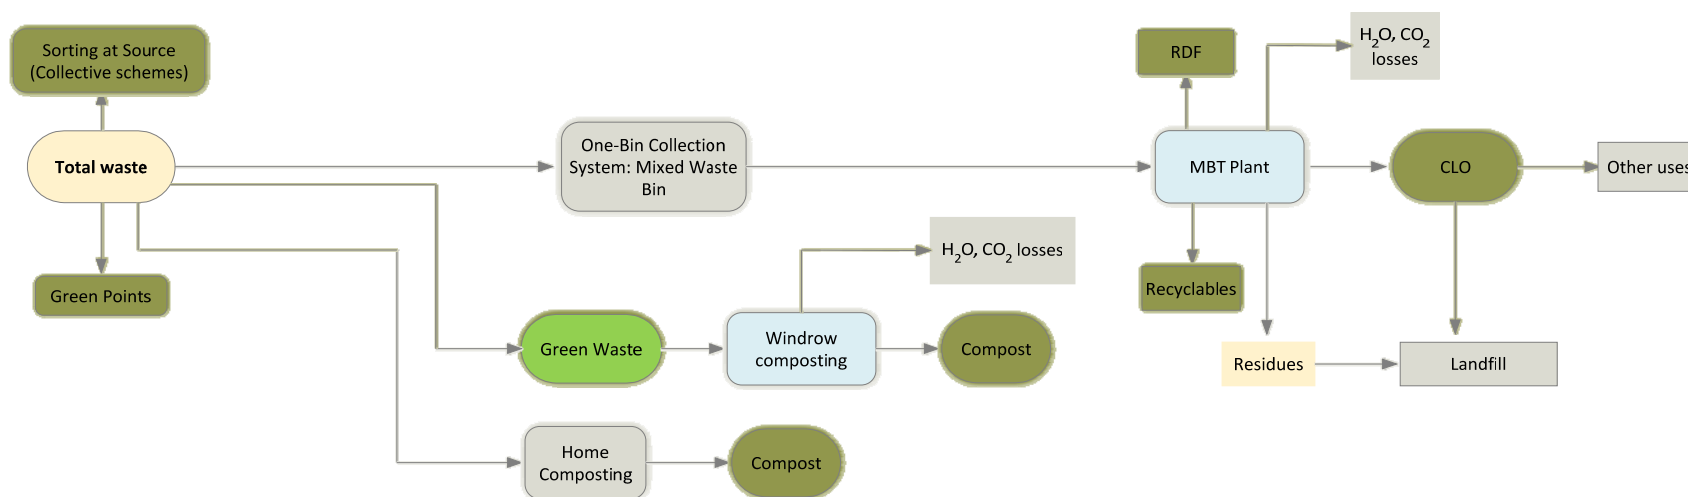 Sorting at Source
(Collective schemes)
Total waste
Green Points
One-Bin Collection
System: Mixed Waste
Bin
H₂O, CO₂ losses
Green Waste
Windrow
composting
Compost
Home
Composting
Compost
RDF
H₂O, CO₂
losses
MBT Plant
CLO
Other uses
Recyclables
Residues
Landfill